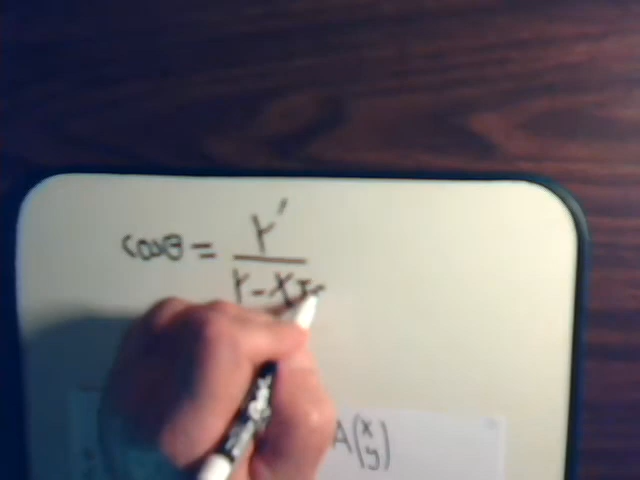 cosθ = Y' / Y - X
A(x y)